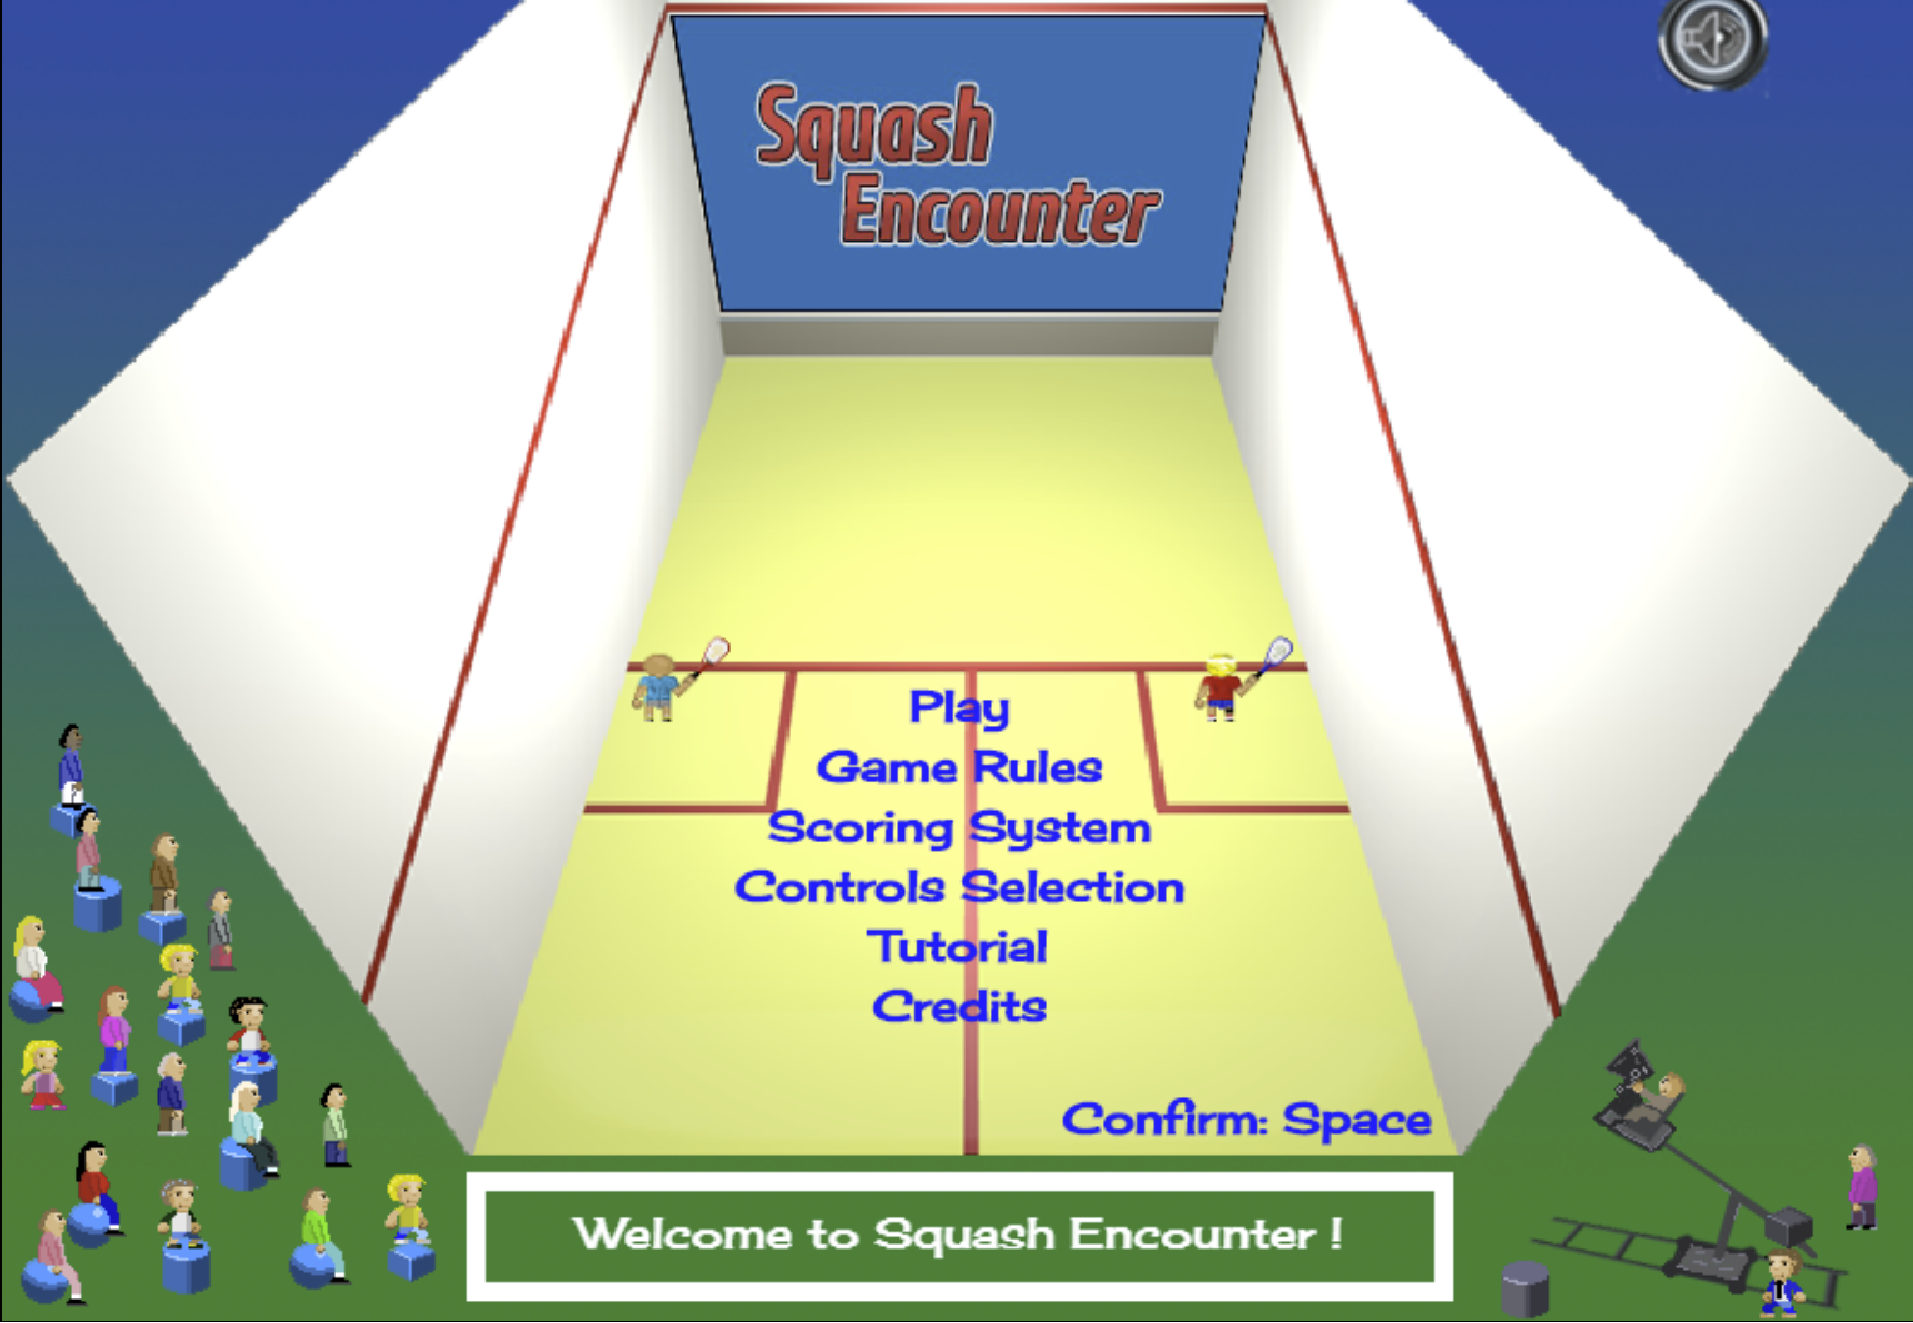 Squash
Encounter
Play
Game Rules
Scoring System
Controls Selection
Tutorial
Credits
Confirm: Space
Welcome to Squash Encounter !